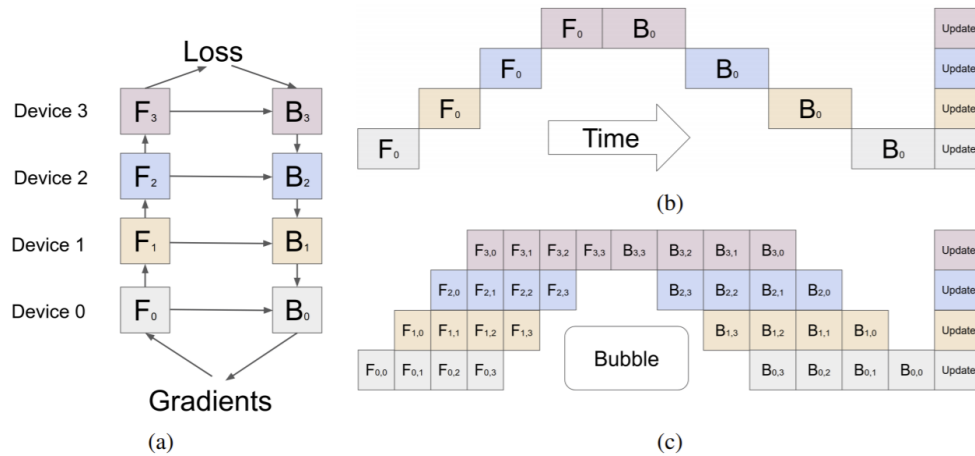 Loss
Device 3 F3 B3
Device 2 F2 B2
Device 1 F1 B1
Device 0 F0 B0
Gradients
(a)
F0 B0 Update
F0 B0 Update
F0 B0 Update
F0 Time B0 Update
(b)
F3,0 F3,1 F3,2 F3,3 B3,3 B3,2 B3,1 B3,0 Update
F2,0 F2,1 F2,2 F2,3 B2,3 B2,2 B2,1 B2,0 Update
F1,0 F1,1 F1,2 F1,3 B1,3 B1,2 B1,1 B1,0 Update
F0,0 F0,1 F0,2 F0,3 Bubble B0,3 B0,2 B0,1 B0,0 Update
(c)